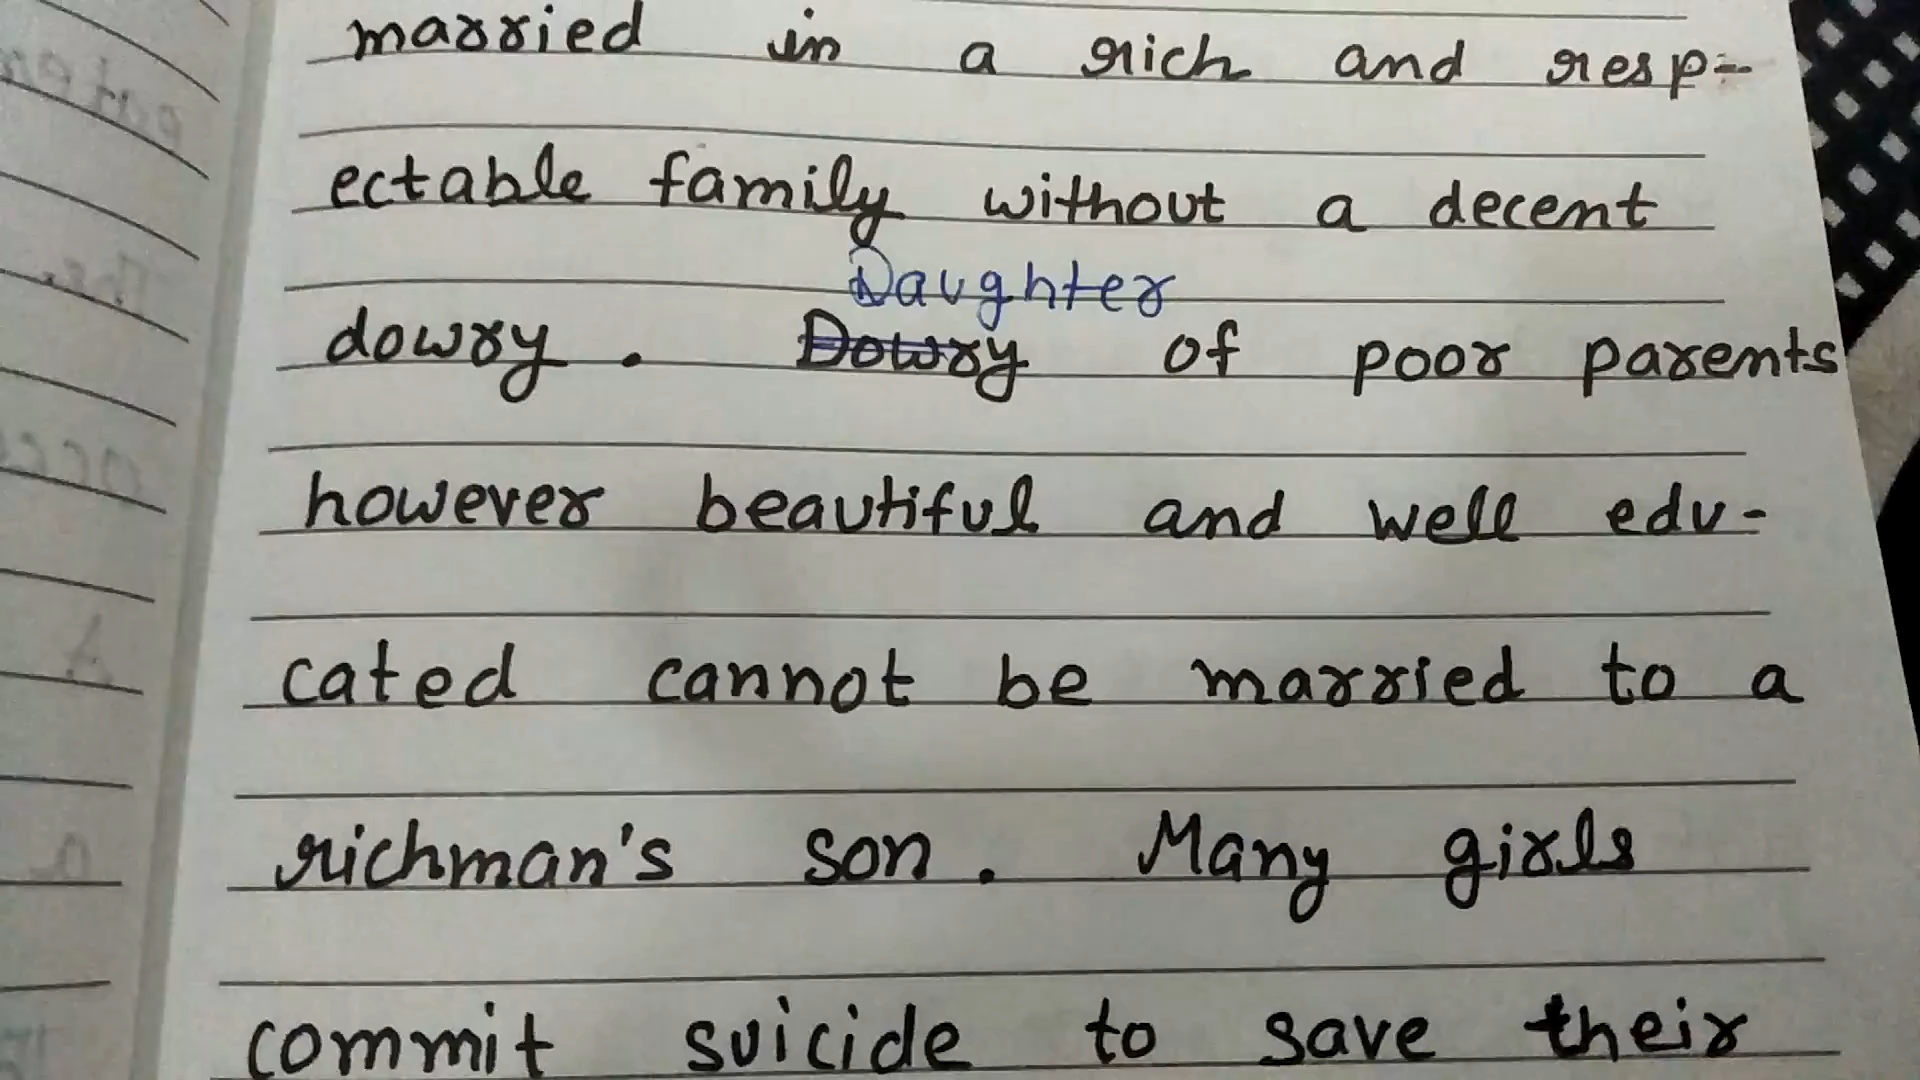 married in a rich and resp-
ectable family without a decent
Daughter
dowry. Dowry of poor parents
however beautiful and well edu-
cated cannot be married to a
richman's son. Many girls
commit suicide to save their